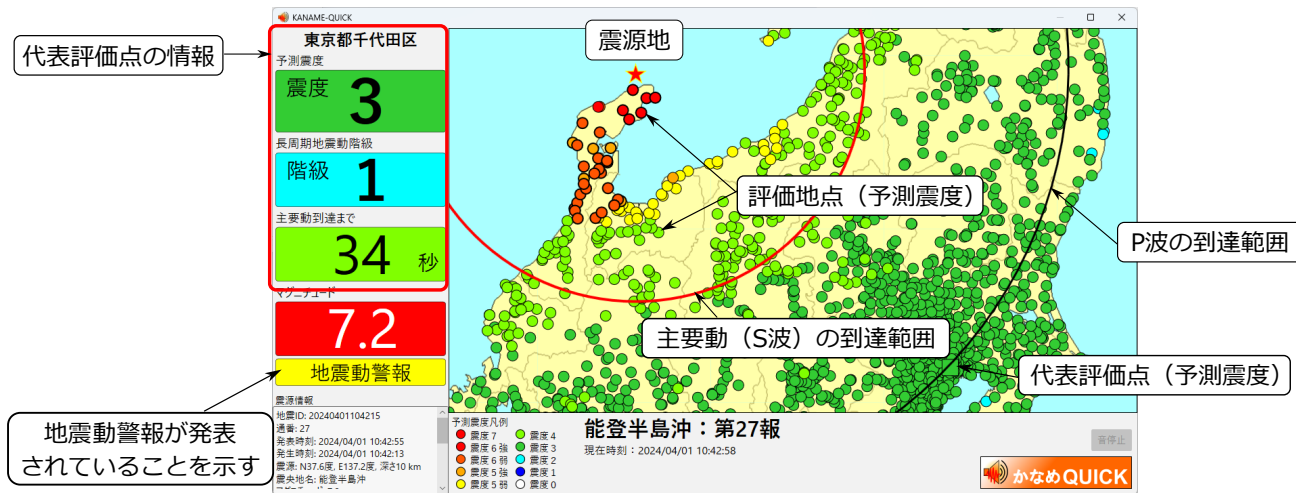 KANAME-QUICK
代表評価点の情報
東京都千代田区
予測震度
震度 3
長周期地震動階級
階級 1
主要動到達まで
34 秒
マグニチュード
7.2
地震動警報
地震動警報が発表
されていることを示す
震源情報
地震ID: 20240401104215
通番: 27
発表時刻: 2024/04/01 10:42:55
発生時刻: 2024/04/01 10:42:13
震源: N37.6度, E137.2度, 深さ10 km
震央地名: 能登半島沖
震源地
評価地点（予測震度）
P波の到達範囲
主要動（S波）の到達範囲
代表評価点（予測震度）
予測震度凡例
震度 7 震度 4
震度 6 強 震度 3
震度 6 弱 震度 2
震度 5 強 震度 1
震度 5 弱 震度 0
能登半島沖：第27報
現在時刻：2024/04/01 10:42:58
音停止
かなめQUICK